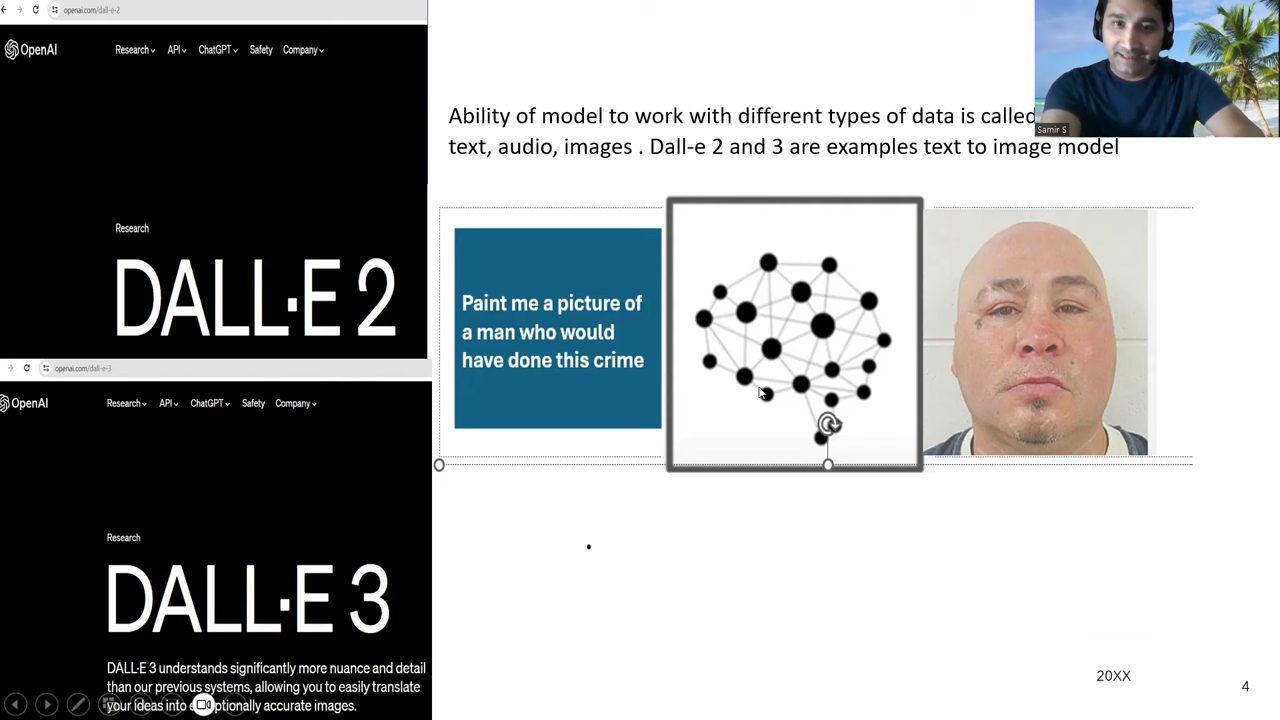 openai.com/dall-e-2
OpenAI
Research API ChatGPT Safety Company
Research
DALL·E 2
openai.com/dall-e-3
OpenAI
Research API ChatGPT Safety Company
Research
DALL·E 3
DALL·E 3 understands significantly more nuance and detail
than our previous systems, allowing you to easily translate
your ideas into accurate images.
Ability of model to work with different types of data is called
text, audio, images . Dall-e 2 and 3 are examples text to image model
Paint me a picture of
a man who would
have done this crime
Samir S
20XX
4